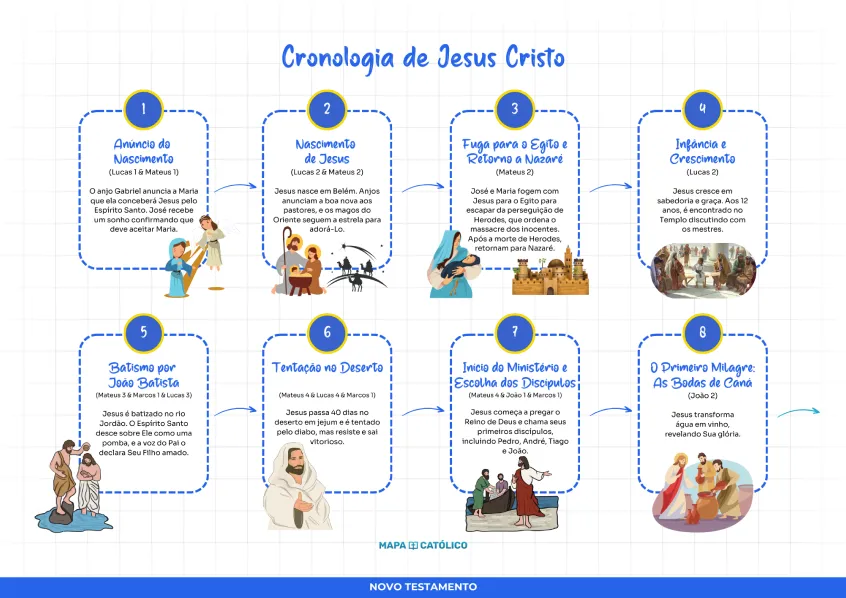 Cronologia de Jesus Cristo
1
Anúncio do
Nascimento
(Lucas 1 & Mateus 1)
O anjo Gabriel anuncia a Maria
que ela conceberá Jesus pelo
Espírito Santo. José recebe
um sonho confirmando que
deve aceitar Maria.
2
Nascimento
de Jesus
(Lucas 2 & Mateus 2)
Jesus nasce em Belém. Anjos
anunciam a boa nova aos
pastores, e os magos do
Oriente seguem a estrela para
adorá-Lo.
3
Fuga para o Egito e
Retorno a Nazaré
(Mateus 2)
José e Maria fogem com
Jesus para o Egito para
escapar da perseguição de
Herodes, que ordena o
massacre dos inocentes.
Após a morte de Herodes,
retornam para Nazaré.
4
Infância e
Crescimento
(Lucas 2)
Jesus cresce em
sabedoria e graça. Aos 12
anos, é encontrado no
Templo discutindo com
os mestres.
5
Batismo por
João Batista
(Mateus 3 & Marcos 1 & Lucas 3)
Jesus é batizado no rio
Jordão. O Espírito Santo
desce sobre Ele como uma
pomba, e a voz do Pai o
declara Seu Filho amado.
6
Tentação no Deserto
(Mateus 4 & Lucas 4 & Marcos 1)
Jesus passa 40 dias no
deserto em jejum e é tentado
pelo diabo, mas resiste e sai
vitorioso.
7
Início do Ministério e
Escolha dos Discípulos
(Mateus 4 & João 1 & Marcos 1)
Jesus começa a pregar o
Reino de Deus e chama seus
primeiros discípulos,
incluindo Pedro, André, Tiago
e João.
8
O Primeiro Milagre:
As Bodas de Caná
(João 2)
Jesus transforma
água em vinho,
revelando Sua glória.
MAPA CATÓLICO
NOVO TESTAMENTO